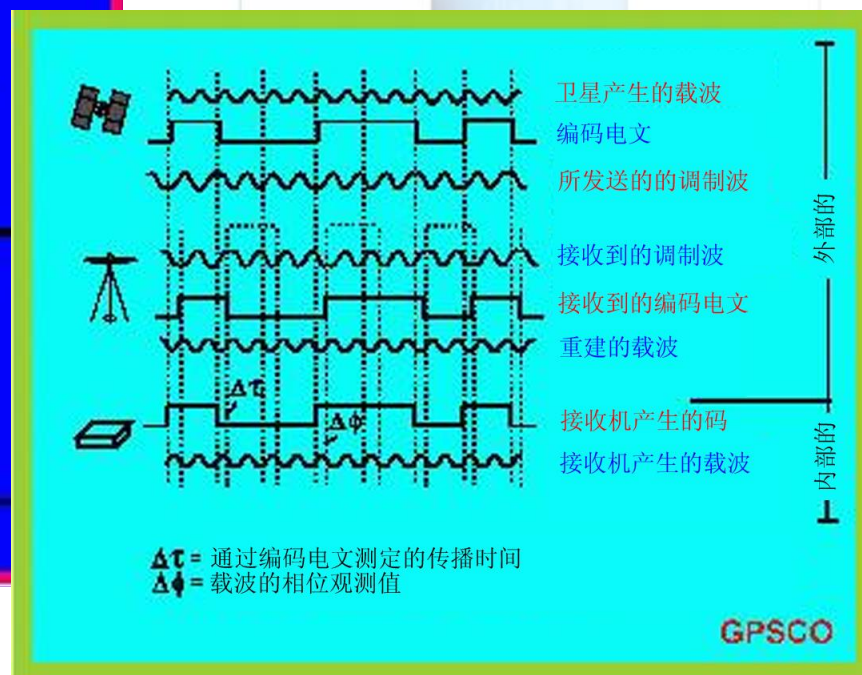 卫星产生的载波
编码电文
所发送的的调制波
接收到的调制波
接收到的编码电文
重建的载波
Δτ
接收机产生的码
Δϕ
接收机产生的载波
外部的
内部的
Δτ = 通过编码电文测定的传播时间
Δϕ = 载波的相位观测值
GPSCO